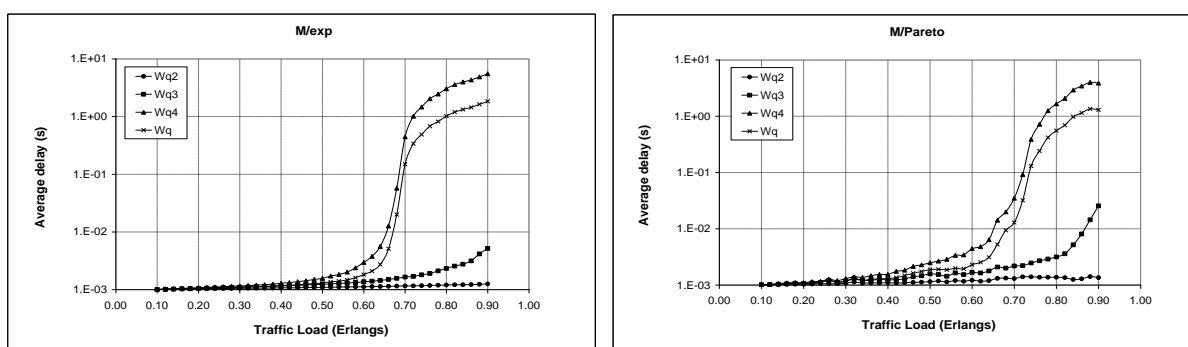 M/exp
1.E+01
1.E+00
1.E-01
1.E-02
1.E-03
Average delay (s)
Wq2
Wq3
Wq4
Wq
0.00 0.10 0.20 0.30 0.40 0.50 0.60 0.70 0.80 0.90 1.00
Traffic Load (Erlangs)
M/Pareto
1.E+01
1.E+00
1.E-01
1.E-02
1.E-03
Average delay (s)
Wq2
Wq3
Wq4
Wq
0.00 0.10 0.20 0.30 0.40 0.50 0.60 0.70 0.80 0.90 1.00
Traffic Load (Erlangs)